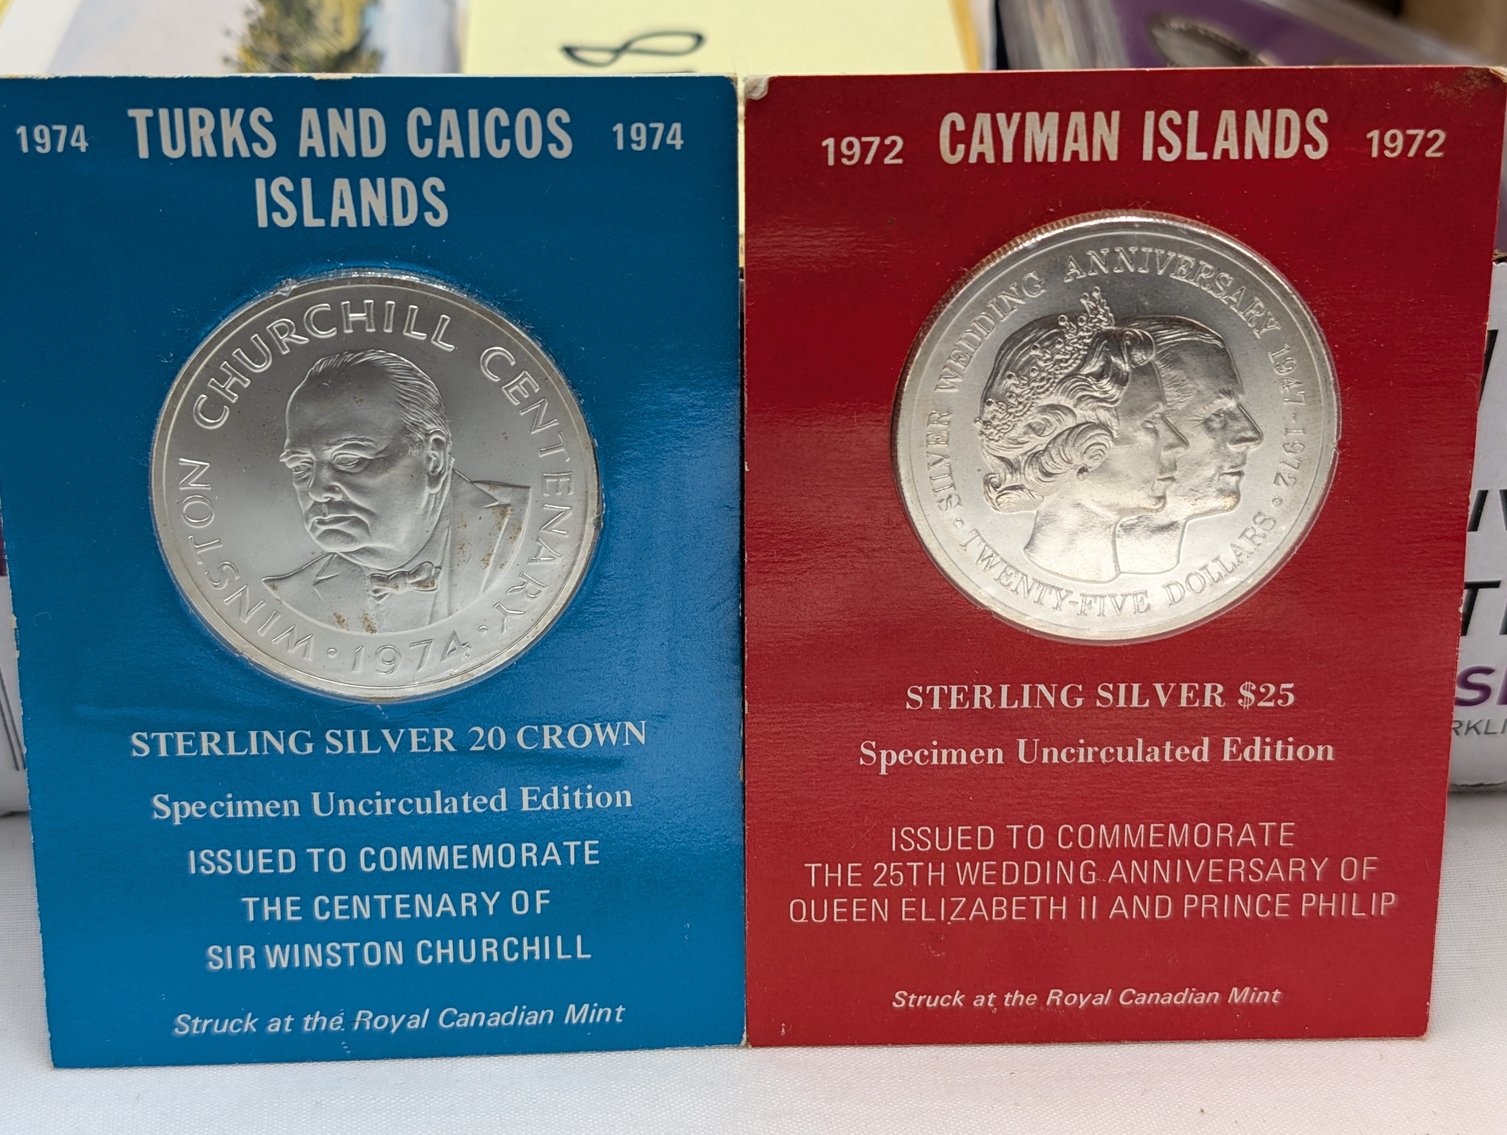 8
1974 TURKS AND CAICOS 1974
ISLANDS
WINSTON CHURCHILL CENTENARY
· 1974 ·
STERLING SILVER 20 CROWN
Specimen Uncirculated Edition
ISSUED TO COMMEMORATE
THE CENTENARY OF
SIR WINSTON CHURCHILL
Struck at the Royal Canadian Mint
1972 CAYMAN ISLANDS 1972
SILVER WEDDING ANNIVERSARY 1947-1972
· TWENTY-FIVE DOLLARS ·
STERLING SILVER $25
Specimen Uncirculated Edition
ISSUED TO COMMEMORATE
THE 25TH WEDDING ANNIVERSARY OF
QUEEN ELIZABETH II AND PRINCE PHILIP
Struck at the Royal Canadian Mint